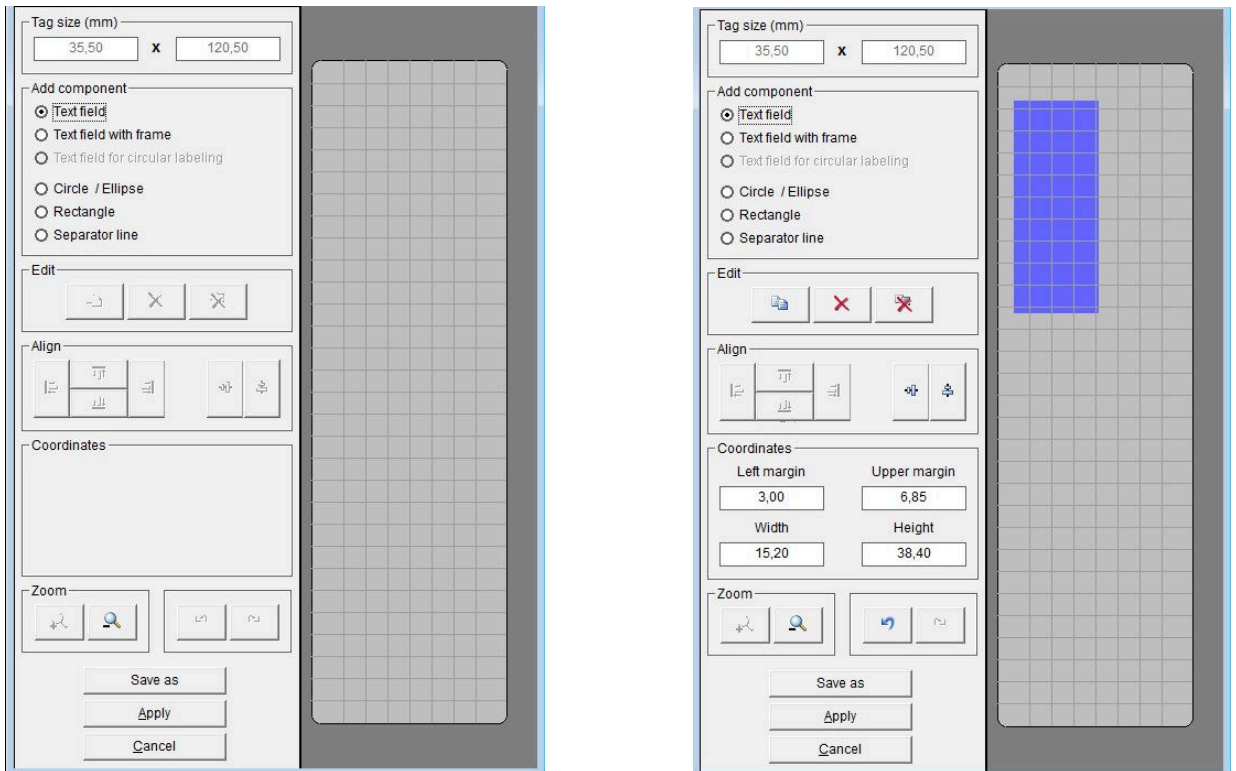 Tag size (mm)
35,50 x 120,50
Add component
Text field
Text field with frame
Text field for circular labeling
Circle / Ellipse
Rectangle
Separator line
Edit
Align
Coordinates
Zoom
Save as
Apply
Cancel
Tag size (mm)
35,50 x 120,50
Add component
Text field
Text field with frame
Text field for circular labeling
Circle / Ellipse
Rectangle
Separator line
Edit
Align
Coordinates
Left margin Upper margin
3,00 6,85
Width Height
15,20 38,40
Zoom
Save as
Apply
Cancel